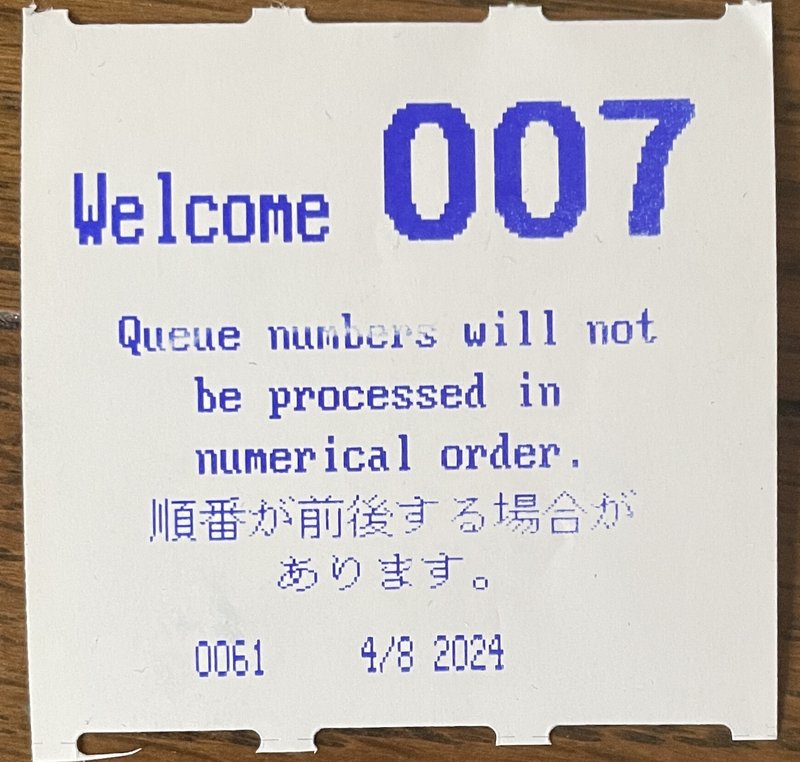 Welcome 007
Queue numbers will not
be processed in
numerical order.
順番が前後する場合が
あります。
0061 4/8 2024